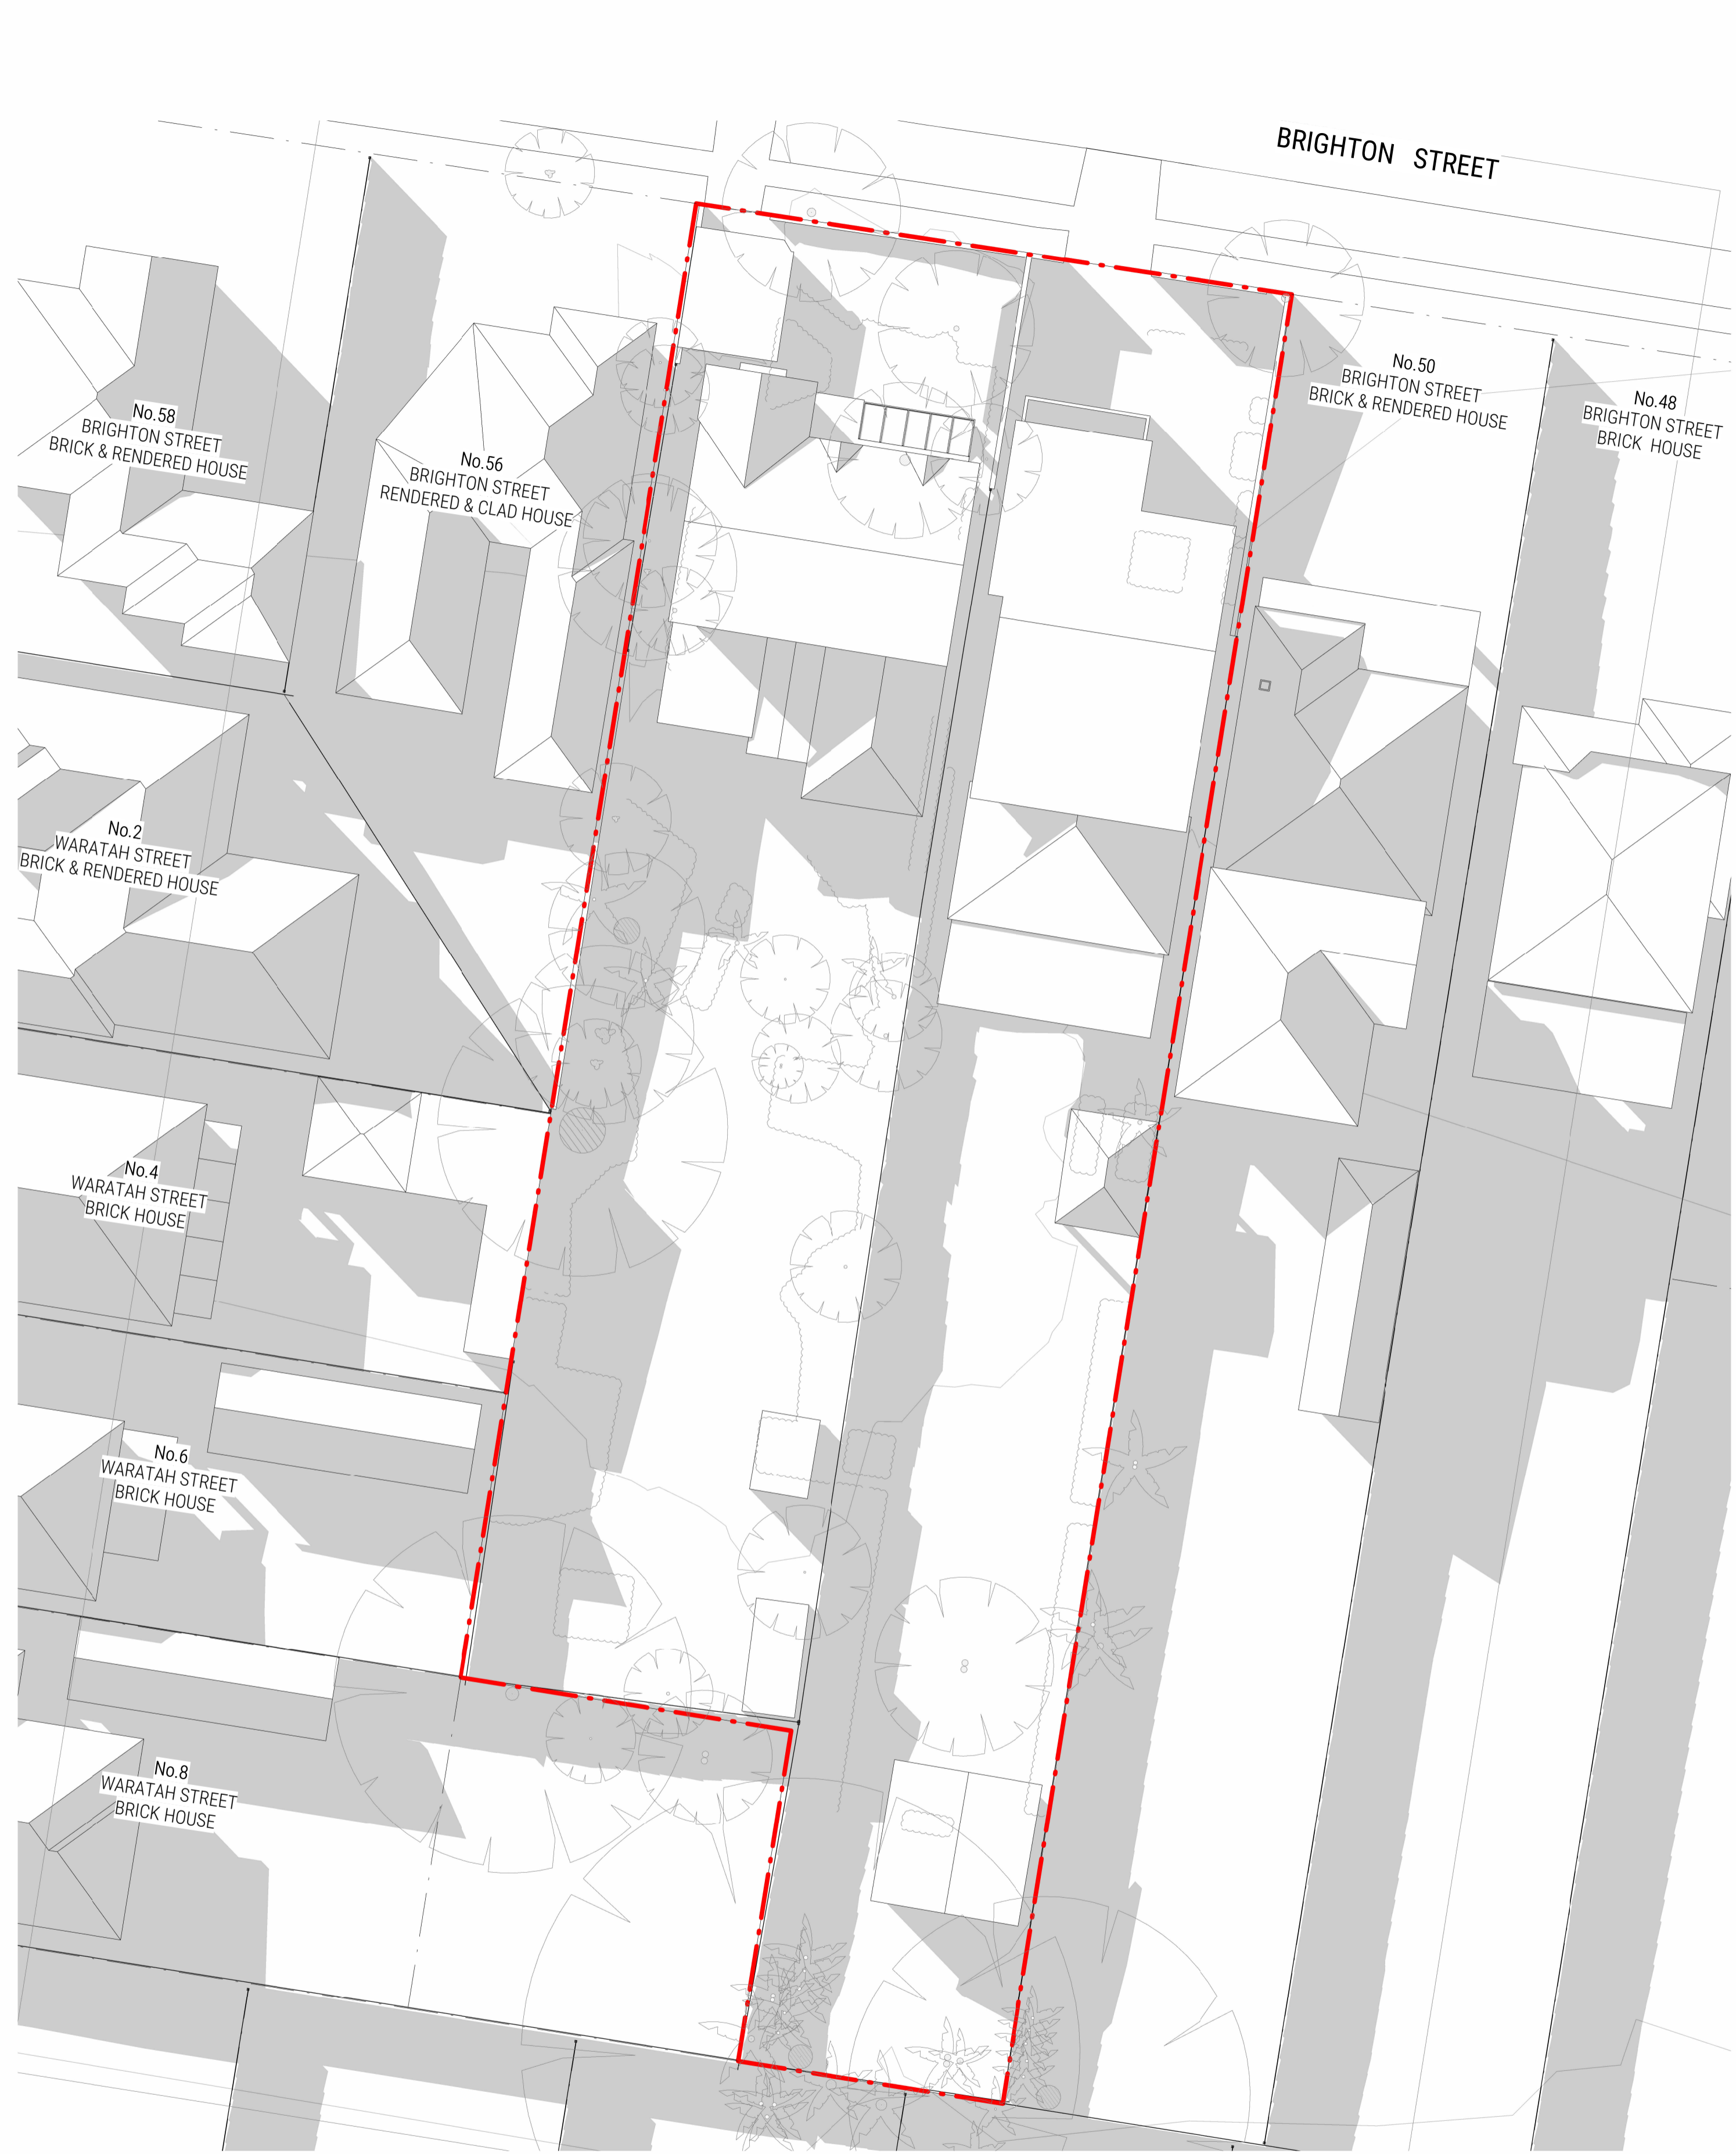 BRIGHTON STREET
No.50
BRIGHTON STREET
BRICK & RENDERED HOUSE
No.48
BRIGHTON STREET
BRICK HOUSE
No.58
BRIGHTON STREET
BRICK & RENDERED HOUSE
No.56
BRIGHTON STREET
RENDERED & CLAD HOUSE
No.2
WARATAH STREET
BRICK & RENDERED HOUSE
No.4
WARATAH STREET
BRICK HOUSE
No.6
WARATAH STREET
BRICK HOUSE
No.8
WARATAH STREET
BRICK HOUSE